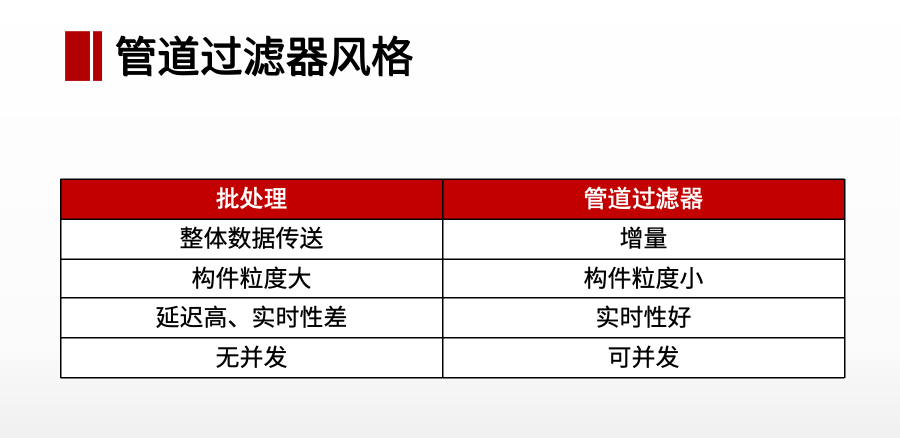 管道过滤器风格
批处理 管道过滤器
整体数据传送 增量
构件粒度大 构件粒度小
延迟高、实时性差 实时性好
无并发 可并发